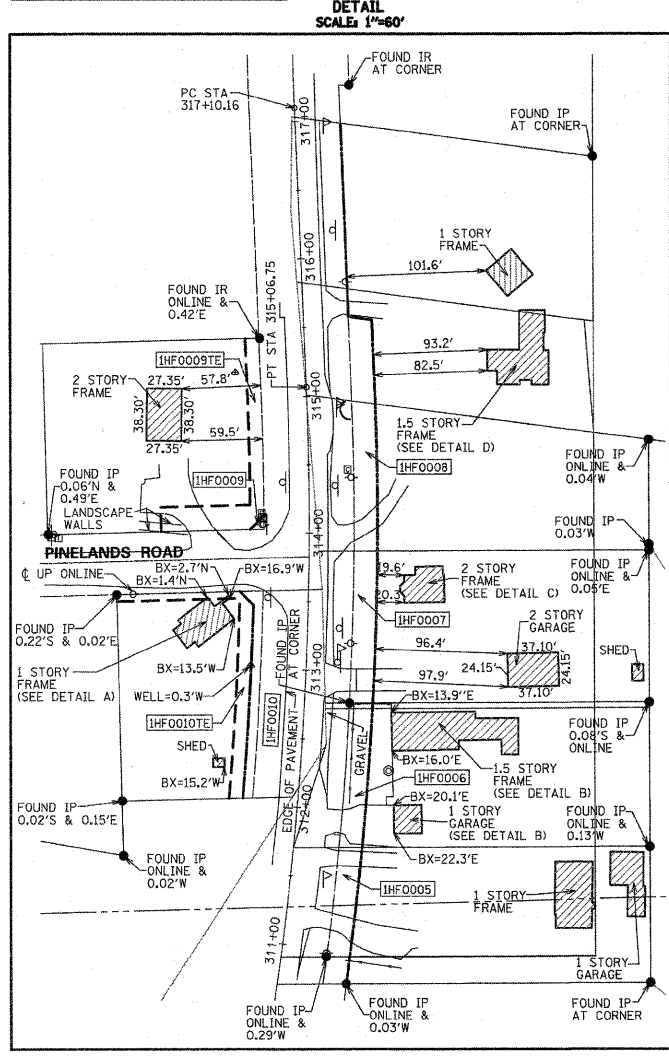 DETAIL
SCALE: 1"=60'
FOUND IR
AT CORNER
PC STA
317+10.16
317+00
FOUND IP
AT CORNER
1 STORY
FRAME
316+00
101.6'
FOUND IR
ONLINE &
0.42'E
PT STA 315+06.75
93.2'
82.5'
1HF0009TE
2 STORY
FRAME
27.35'
57.8'
38.30'
38.30'
315+00
59.5'
27.35'
1.5 STORY
FRAME
(SEE DETAIL D)
FOUND IP
ONLINE &
0.04'W
FOUND IP
0.06'N &
0.49'E
1HF0009
1HF0008
LANDSCAPE
WALLS
FOUND IP
0.03'W
314+00
PINELANDS ROAD
BX=2.7'N
BX=16.9'W
BX=1.4'N
℄ UP ONLINE
19.6'
20.3'
2 STORY
FRAME
(SEE DETAIL C)
FOUND IP
ONLINE &
0.05'E
FOUND IP
0.22'S & 0.02'E
1HF0007
2 STORY
GARAGE
FOUND IP
AT CORNER
96.4'
37.10'
SHED
1 STORY
FRAME
(SEE DETAIL A)
BX=13.5'W
24.15'
24.15'
313+00
97.9'
37.10'
WELL=0.3'W
BX=13.9'E
1HF0010TE
1HF0010
EDGE OF PAVEMENT
GRAVEL
FOUND IP
0.08'S &
ONLINE
SHED
BX=16.0'E
1.5 STORY
FRAME
(SEE DETAIL B)
BX=15.2'W
1HF0006
BX=20.1'E
312+00
1 STORY
GARAGE
(SEE DETAIL B)
FOUND IP
0.02'S & 0.15'E
FOUND IP
ONLINE &
0.13'W
BX=22.3'E
FOUND IP
ONLINE &
0.02'W
1HF0005
1 STORY
FRAME
311+00
1 STORY
GARAGE
FOUND IP
ONLINE &
0.29'W
FOUND IP
ONLINE &
0.03'W
FOUND IP
AT CORNER